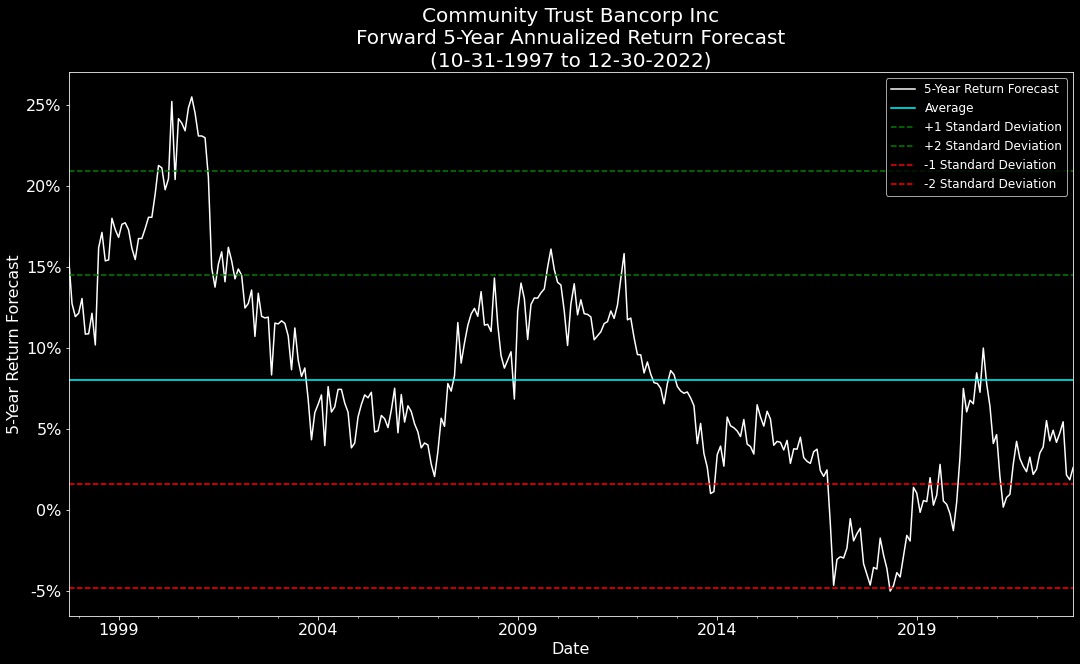 Community Trust Bancorp Inc
Forward 5-Year Annualized Return Forecast
(10-31-1997 to 12-30-2022)
5-Year Return Forecast
Average
+1 Standard Deviation
+2 Standard Deviation
-1 Standard Deviation
-2 Standard Deviation
5-Year Return Forecast
25%
20%
15%
10%
5%
0%
-5%
1999
2004
2009
2014
2019
Date